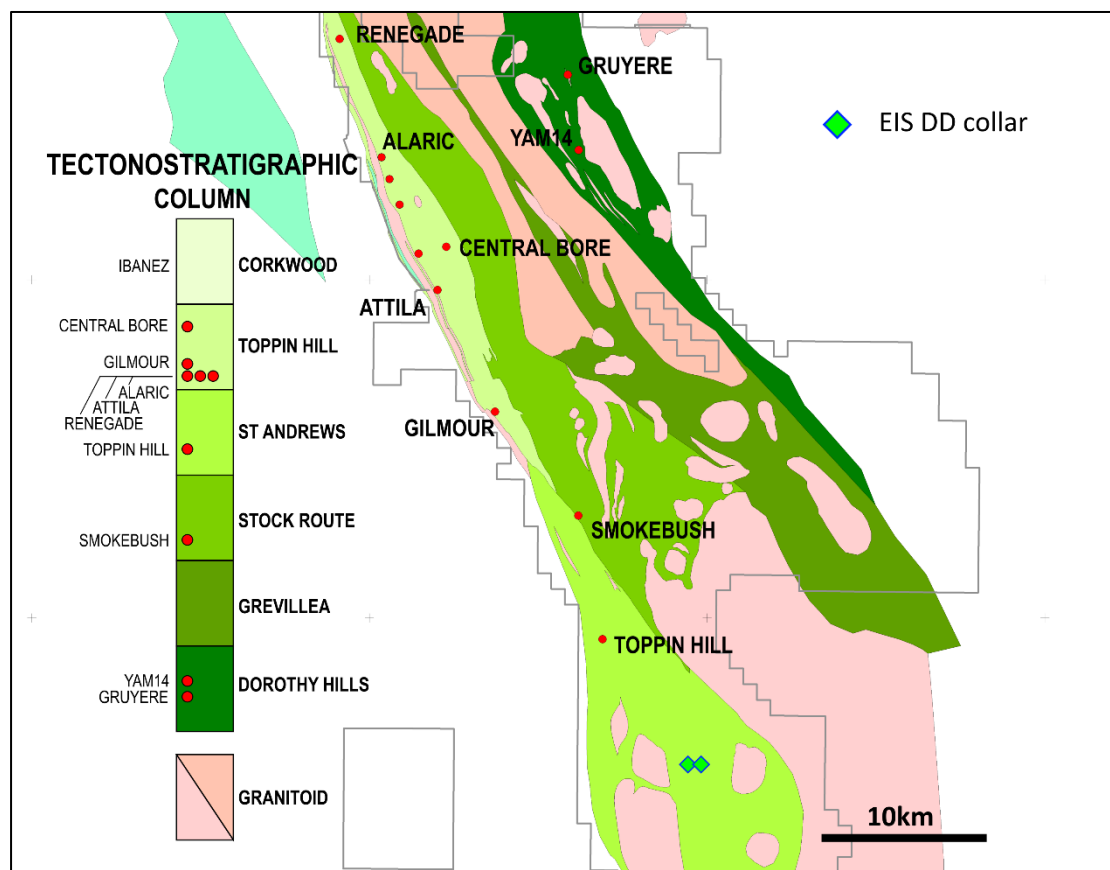 RENEGADE
GRUYERE
EIS DD collar
ALARIC
YAM14
TECTONOSTRATIGRAPHIC
COLUMN
CENTRAL BORE
IBANEZ
CORKWOOD
ATTILA
CENTRAL BORE
TOPPIN HILL
GILMOUR
ALARIC
ATTILA
RENEGADE
GILMOUR
ST ANDREWS
TOPPIN HILL
STOCK ROUTE
SMOKEBUSH
SMOKEBUSH
GREVILLEA
TOPPIN HILL
YAM14
DOROTHY HILLS
GRUYERE
GRANITOID
10km